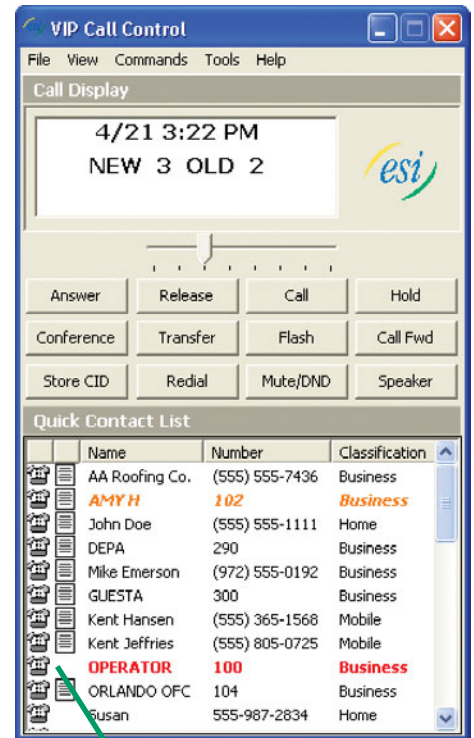 VIP Call Control
File View Commands Tools Help
Call Display
4/21 3:22 PM
NEW 3 OLD 2
esi
Answer Release Call Hold
Conference Transfer Flash Call Fwd
Store CID Redial Mute/DND Speaker
Quick Contact List
Name Number Classification
AA Roofing Co. (555) 555-7436 Business
AMY H 102 Business
John Doe (555) 555-1111 Home
DEPA 290 Business
Mike Emerson (972) 555-0192 Business
GUESTA 300 Business
Kent Hansen (555) 365-1568 Mobile
Kent Jeffries (555) 805-0725 Mobile
OPERATOR 100 Business
ORLANDO OFC 104 Business
Susan 555-987-2834 Home